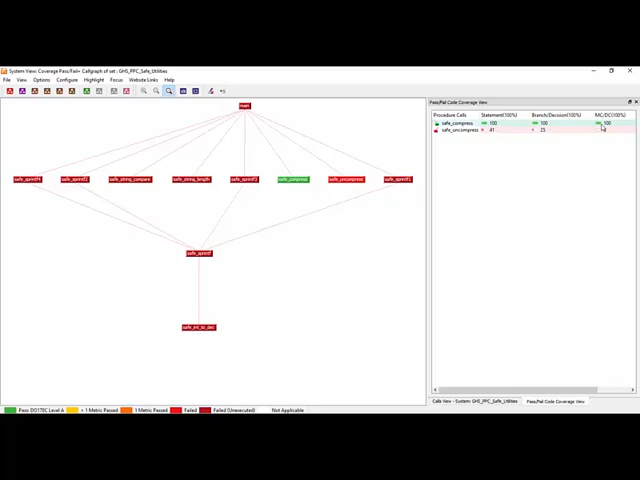 System View: Coverage Pass/Fail+ Callgraph of set : GHS_PPC_Safe_Utilities
File View Options Configure Highlight Focus Website Links Help
main
safe_sprintf4 safe_sprintf2 safe_string_compare safe_string_length safe_sprintf3 safe_compress safe_uncompress safe_sprintf1
safe_sprintf
safe_int_to_dec
Pass: DO178C Level A > 1 Metric Passed 1 Metric Passed Failed Failed (Unexecuted) Not Applicable
Pass/Fail Code Coverage View
Procedure Calls Statement(100%) Branch/Decision(100%) MC/DC(100%)
safe_compress 100 100 100
safe_uncompress 41 25
Calls View - System: GHS_PPC_Safe_Utilities Pass/Fail Code Coverage View